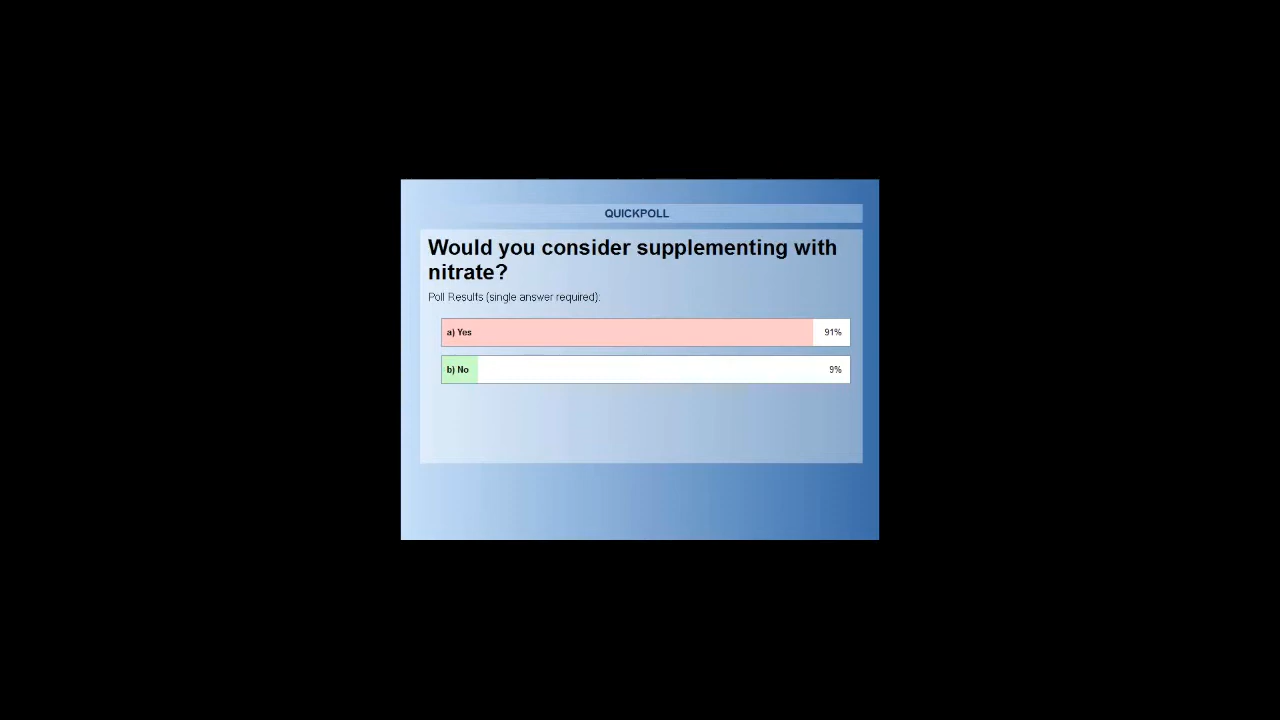 QUICKPOLL
Would you consider supplementing with
nitrate?
Poll Results (single answer required):
a) Yes 91%
b) No 9%